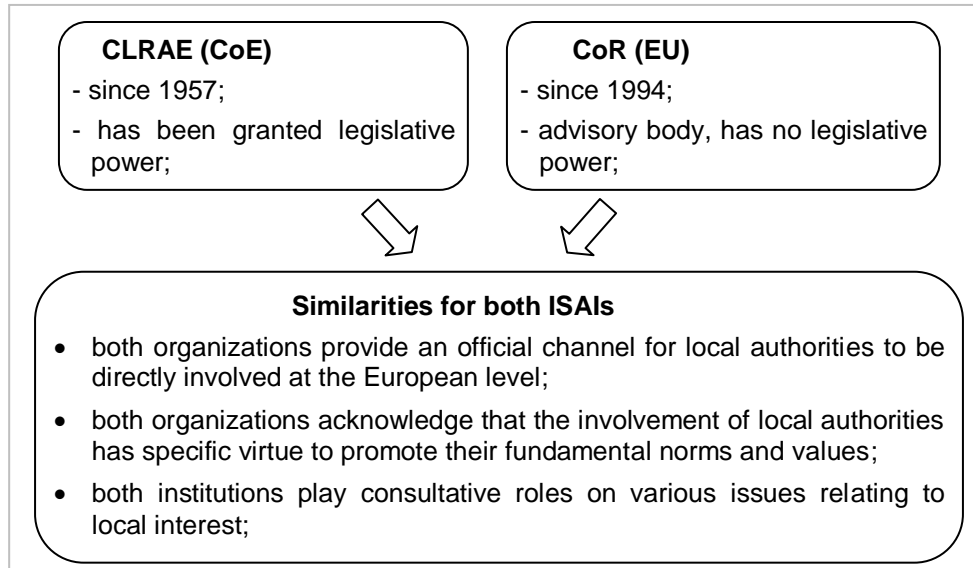 CLRAE (CoE)
- since 1957;
- has been granted legislative
power;
CoR (EU)
- since 1994;
- advisory body, has no legislative
power;
Similarities for both ISAIs
• both organizations provide an official channel for local authorities to be
directly involved at the European level;
• both organizations acknowledge that the involvement of local authorities
has specific virtue to promote their fundamental norms and values;
• both institutions play consultative roles on various issues relating to
local interest;